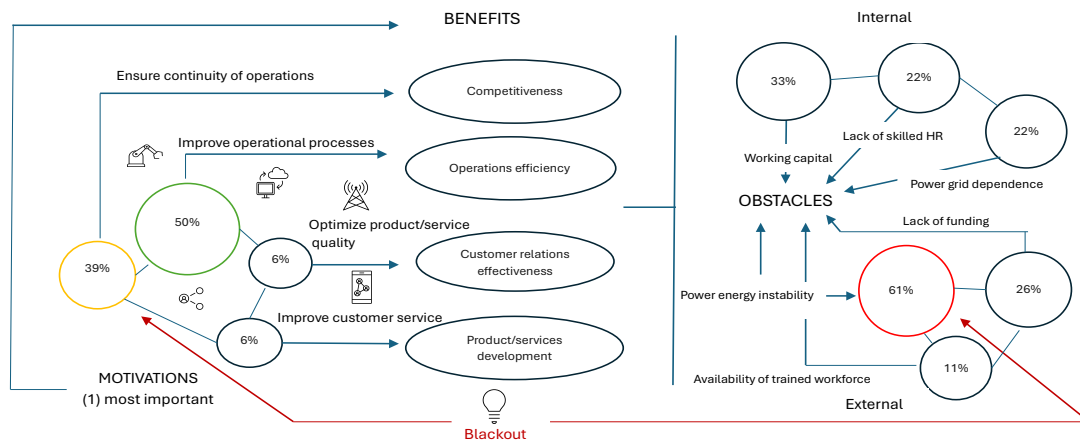 BENEFITS
Internal
Ensure continuity of operations
Competitiveness
33%
22%
22%
Improve operational processes
Operations efficiency
Lack of skilled HR
Working capital
Power grid dependence
OBSTACLES
50%
Optimize product/service
quality
Lack of funding
39%
6%
Customer relations
effectiveness
Power energy instability
61%
26%
Improve customer service
6%
Product/services
development
11%
Availability of trained workforce
MOTIVATIONS
(1) most important
External
Blackout